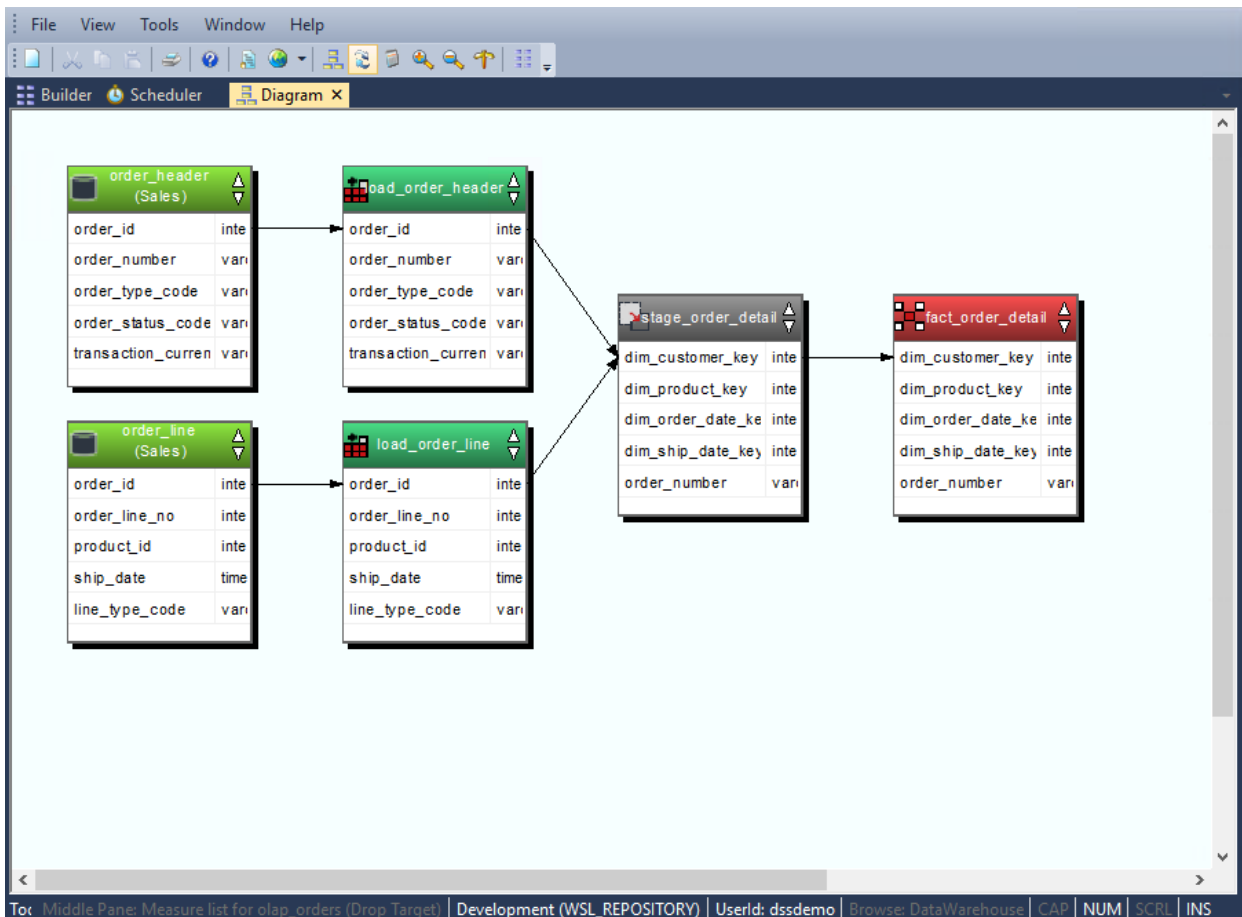 File View Tools Window Help
Builder Scheduler Diagram
order_header
(Sales)
order_id inte
order_number var
order_type_code var
order_status_code var
transaction_curren var
load_order_header
order_id inte
order_number var
order_type_code var
order_status_code var
transaction_curren var
order_line
(Sales)
order_id inte
order_line_no inte
product_id inte
ship_date time
line_type_code var
load_order_line
order_id inte
order_line_no inte
product_id inte
ship_date time
line_type_code var
stage_order_detail
dim_customer_key inte
dim_product_key inte
dim_order_date_ke inte
dim_ship_date_key inte
order_number var
fact_order_detail
dim_customer_key inte
dim_product_key inte
dim_order_date_ke inte
dim_ship_date_key inte
order_number var
Middle Pane: Measure list for olap_orders (Drop Target) Development (WSL_REPOSITORY) UserId: dssdemo Browse: DataWarehouse CAP NUM SCRL INS